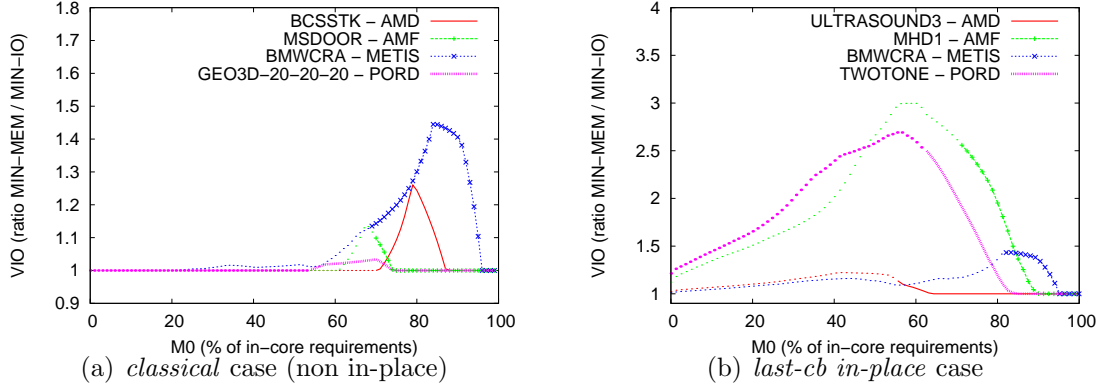 VIO (ratio MIN−MEM / MIN−IO)
1.8
1.7
1.6
1.5
1.4
1.3
1.2
1.1
1
0.9
BCSSTK − AMD
MSDOOR − AMF
BMWCRA − METIS
GEO3D−20−20−20 − PORD
0 20 40 60 80 100
M0 (% of in−core requirements)
(a) classical case (non in-place)
VIO (ratio MIN−MEM / MIN−IO)
4
3.5
3
2.5
2
1.5
1
ULTRASOUND3 − AMD
MHD1 − AMF
BMWCRA − METIS
TWOTONE − PORD
0 20 40 60 80 100
M0 (% of in−core requirements)
(b) last-cb in-place case